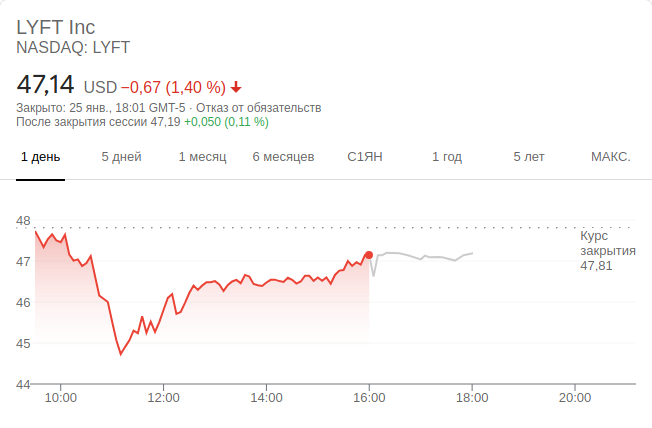 LYFT Inc
NASDAQ: LYFT
47,14 USD −0,67 (1,40 %)
Закрыто: 25 янв., 18:01 GMT-5 · Отказ от обязательств
После закрытия сессии 47,19 +0,050 (0,11 %)
1 день 5 дней 1 месяц 6 месяцев С1ЯН 1 год 5 лет МАКС.
48
Курс
закрытия
47,81
47
46
45
44
10:00 12:00 14:00 16:00 18:00 20:00